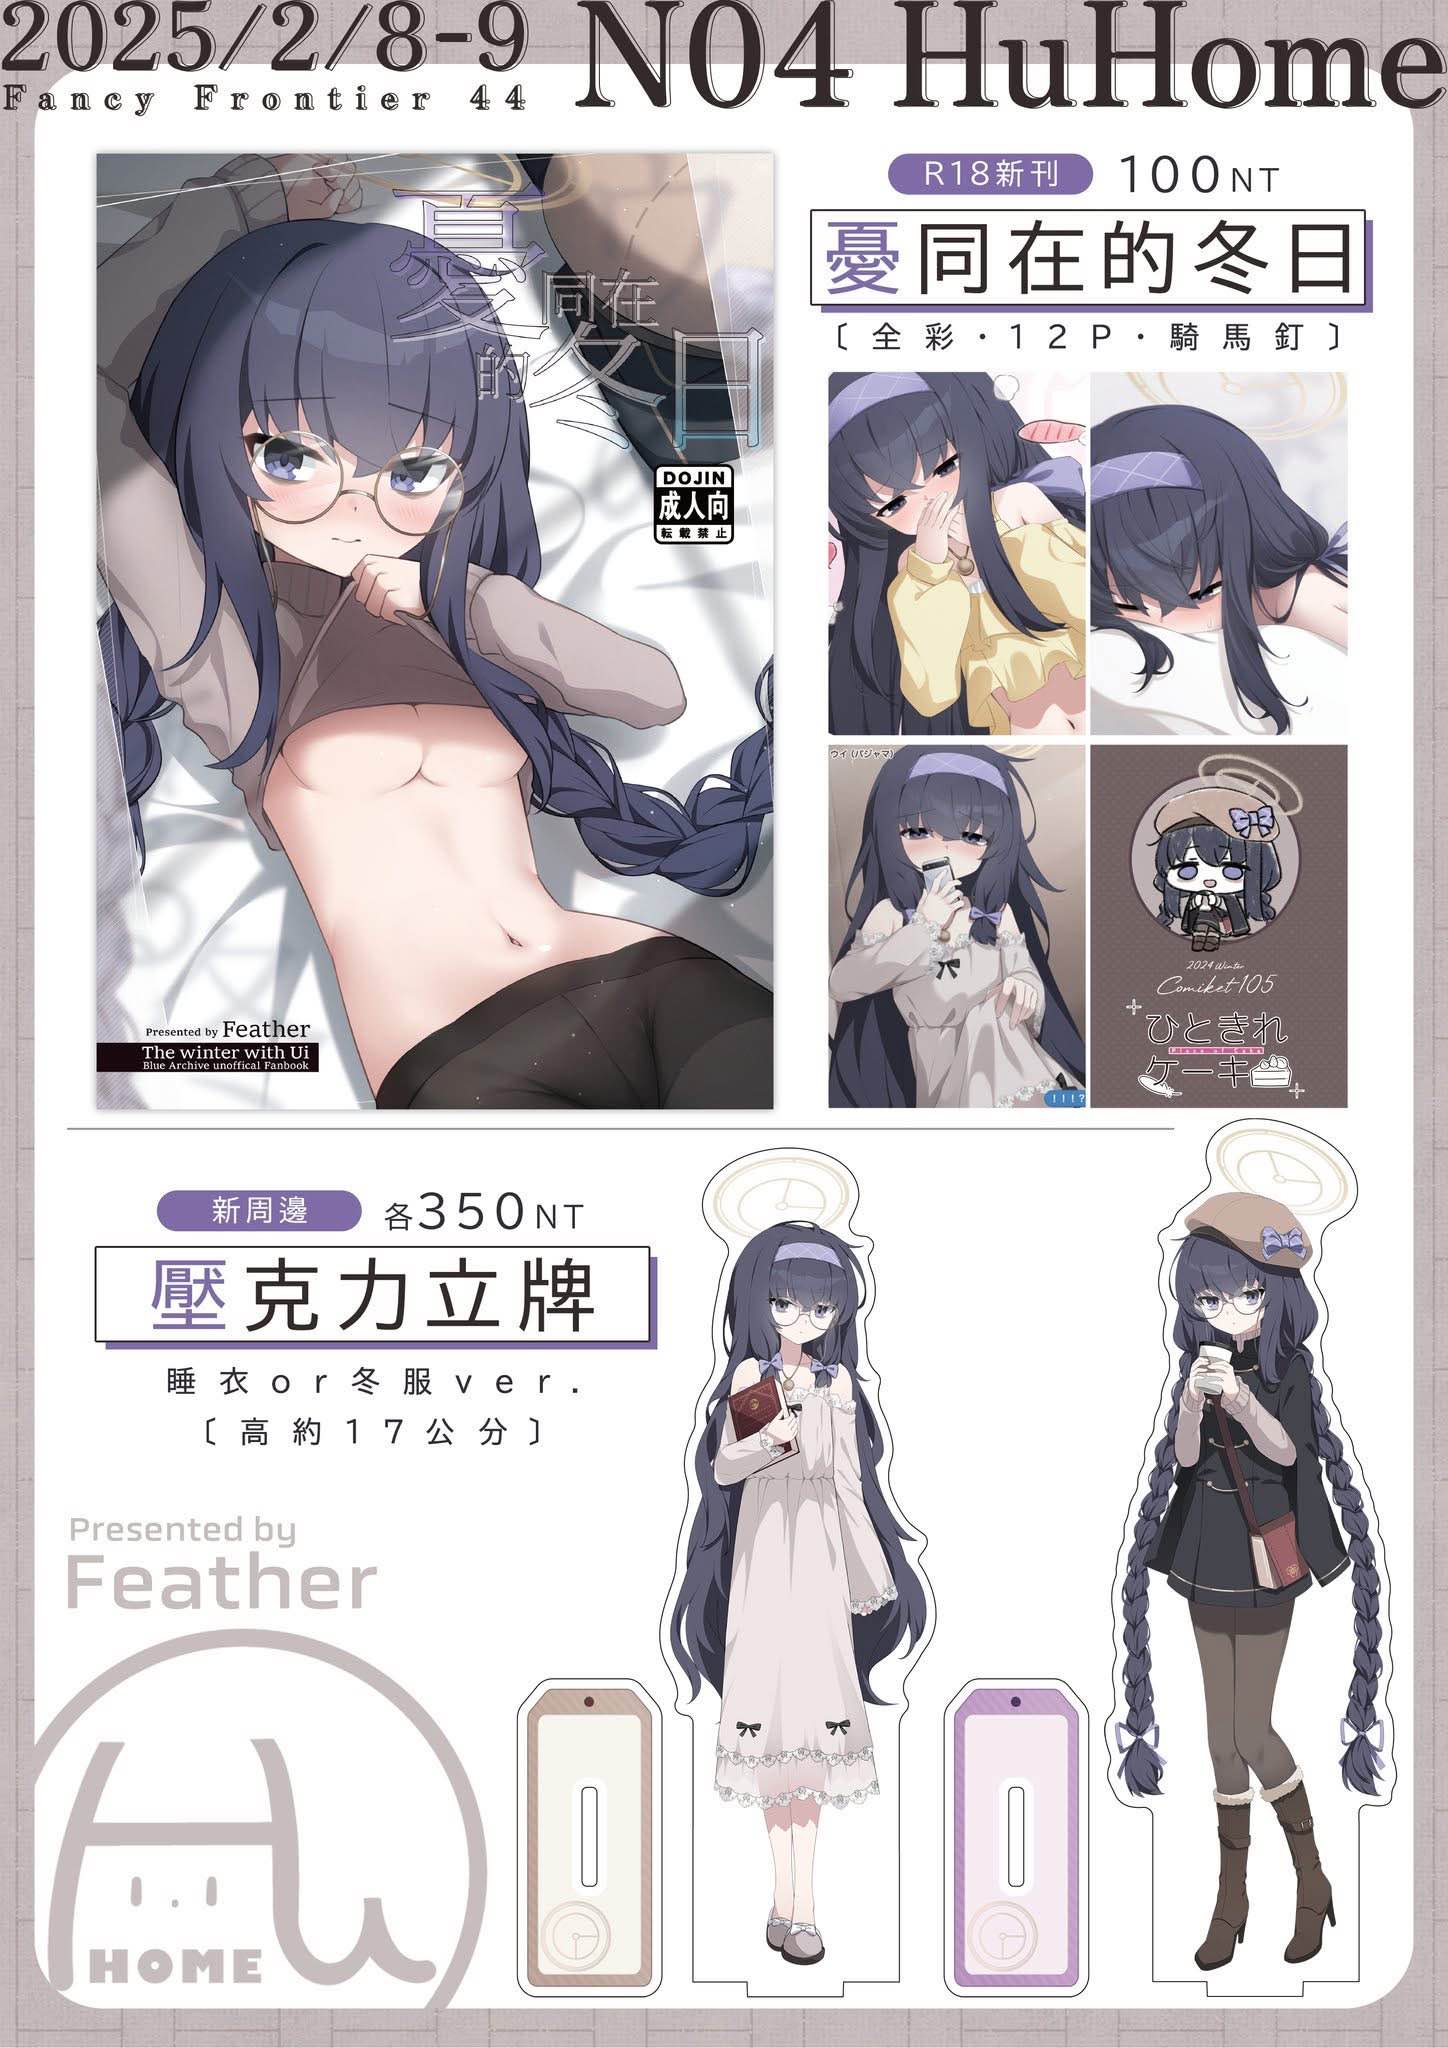 2025/2/8-9
Fancy Frontier 44
N04 HuHome
憂同在的冬日
DOJIN
成人向
転載禁止
Presented by Feather
The winter with Ui
Blue Archive unoffical Fanbook
R18新刊
100NT
憂同在的冬日
〔全彩・12P・騎馬釘〕
ウイ(パジャマ)
!!!?
2024 Winter
Comiket 105
ひときれ
Piece of Cake
ケーキ
新周邊
各350NT
壓克力立牌
睡衣or冬服ver.
〔高約17公分〕
Presented by
Feather
Hu
HOME